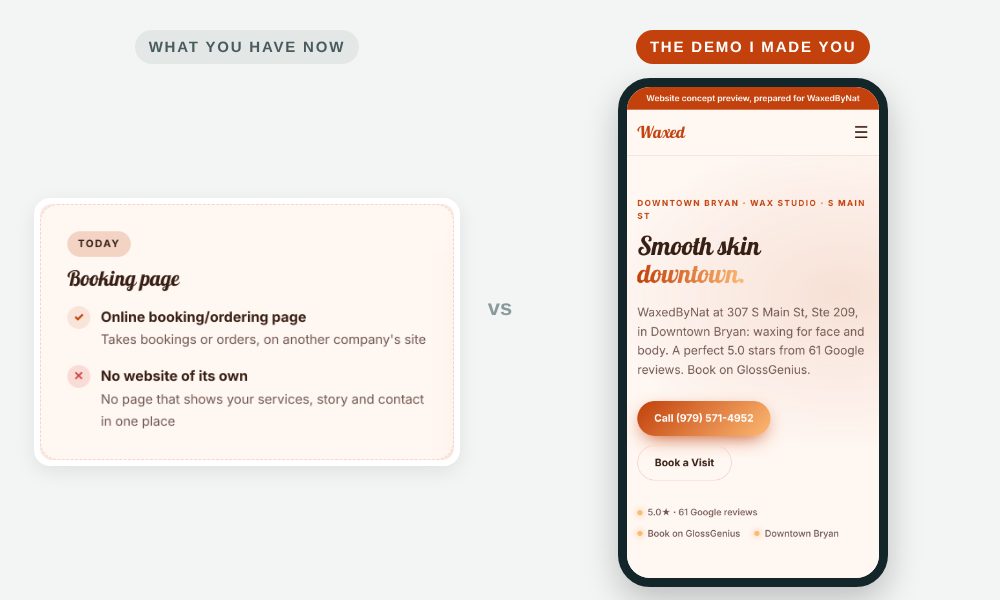 WHAT YOU HAVE NOW
TODAY
Booking page
Online booking/ordering page
Takes bookings or orders, on another company's site
No website of its own
No page that shows your services, story and contact
in one place
vs
THE DEMO I MADE YOU
Website concept preview, prepared for WaxedByNat
Waxed
DOWNTOWN BRYAN · WAX STUDIO · S MAIN
ST
Smooth skin
downtown.
WaxedByNat at 307 S Main St, Ste 209,
in Downtown Bryan: waxing for face and
body. A perfect 5.0 stars from 61 Google
reviews. Book on GlossGenius.
Call (979) 571-4952
Book a Visit
5.0★ · 61 Google reviews
Book on GlossGenius
Downtown Bryan